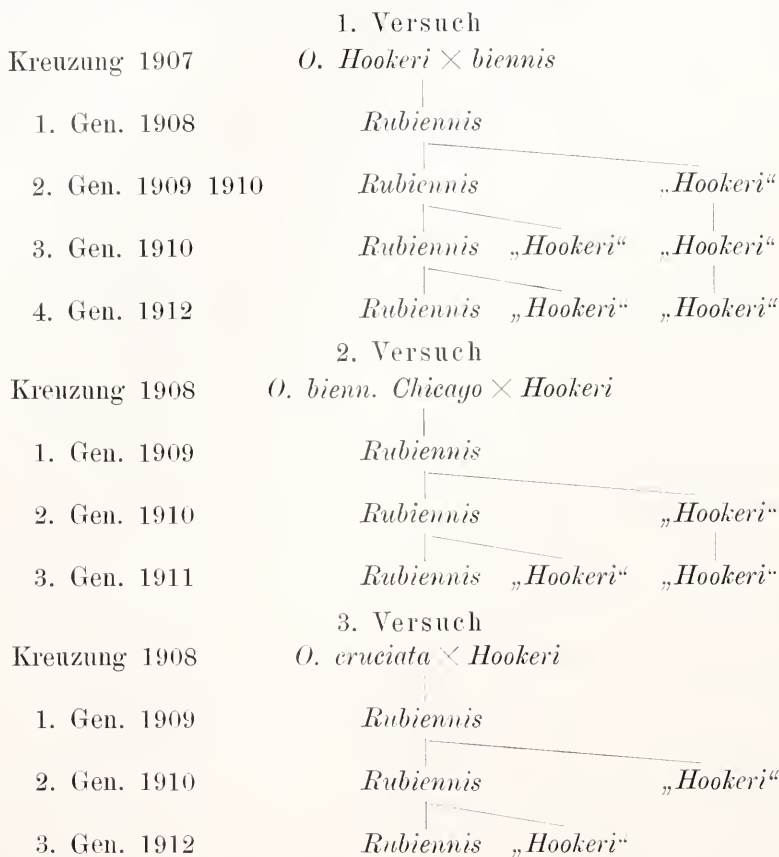 1. Versuch
Kreuzung 1907 O. Hookeri × biennis
1. Gen. 1908 Rubiennis
2. Gen. 1909 1910 Rubiennis „Hookeri“
3. Gen. 1910 Rubiennis „Hookeri“ „Hookeri“
4. Gen. 1912 Rubiennis „Hookeri“ „Hookeri“
2. Versuch
Kreuzung 1908 O. bienn. Chicago × Hookeri
1. Gen. 1909 Rubiennis
2. Gen. 1910 Rubiennis „Hookeri“
3. Gen. 1911 Rubiennis „Hookeri“ „Hookeri“
3. Versuch
Kreuzung 1908 O. cruciata × Hookeri
1. Gen. 1909 Rubiennis
2. Gen. 1910 Rubiennis „Hookeri“
3. Gen. 1912 Rubiennis „Hookeri“